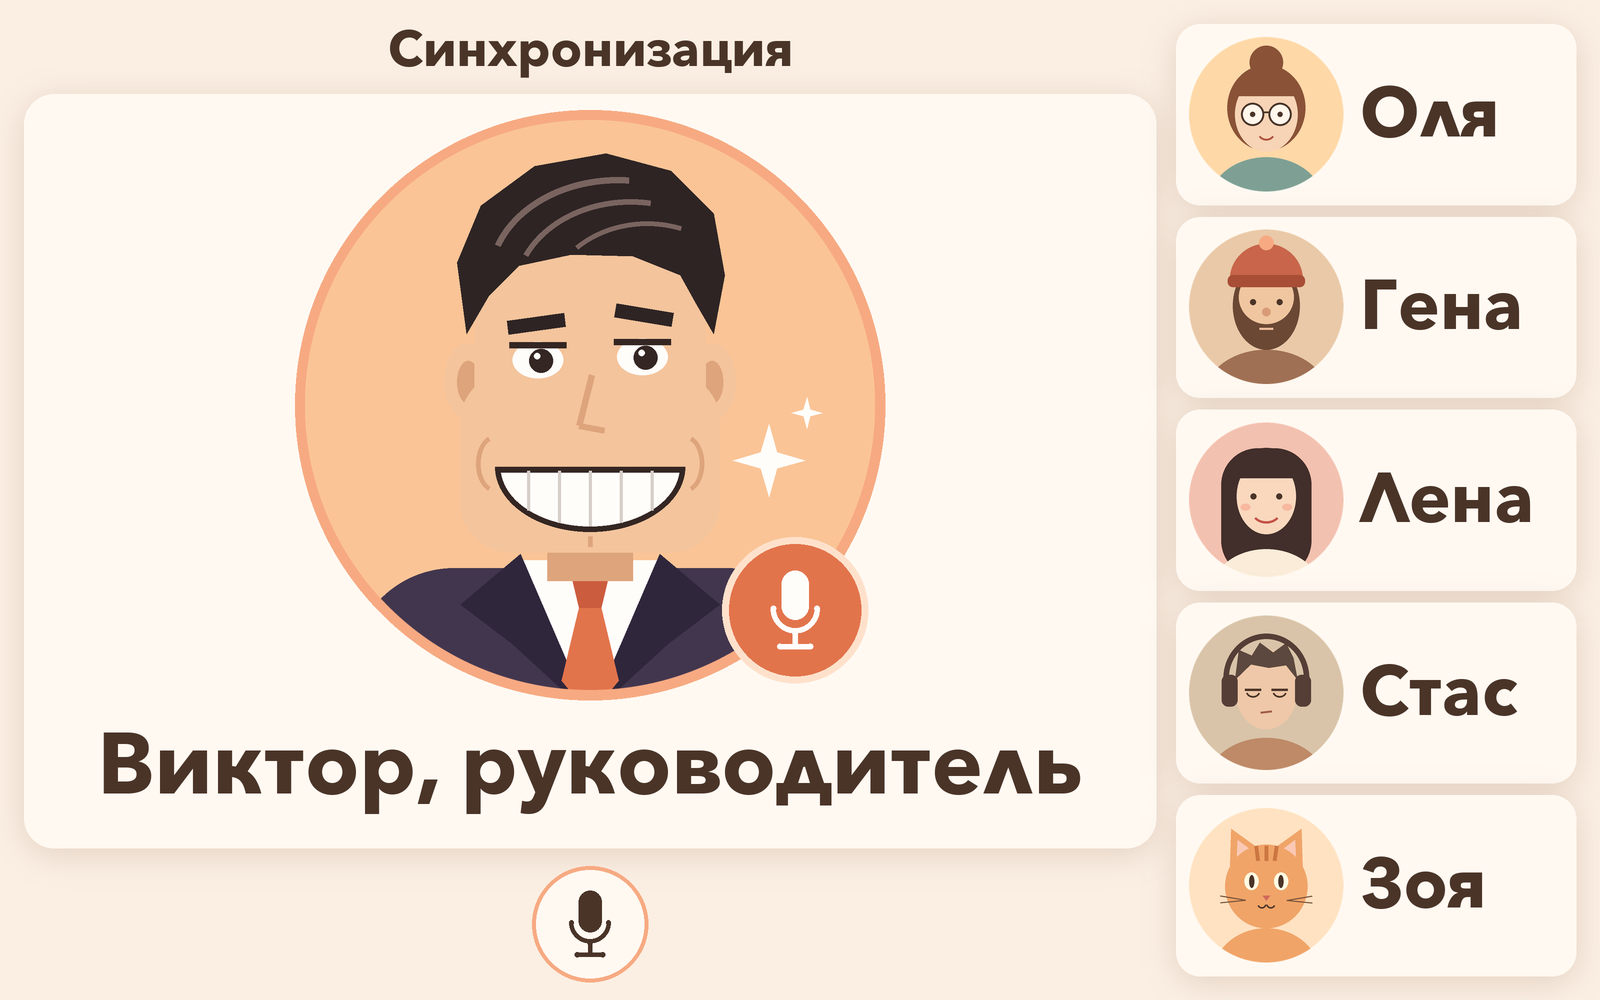 Синхронизация
Виктор, руководитель
Оля
Гена
Лена
Стас
Зоя